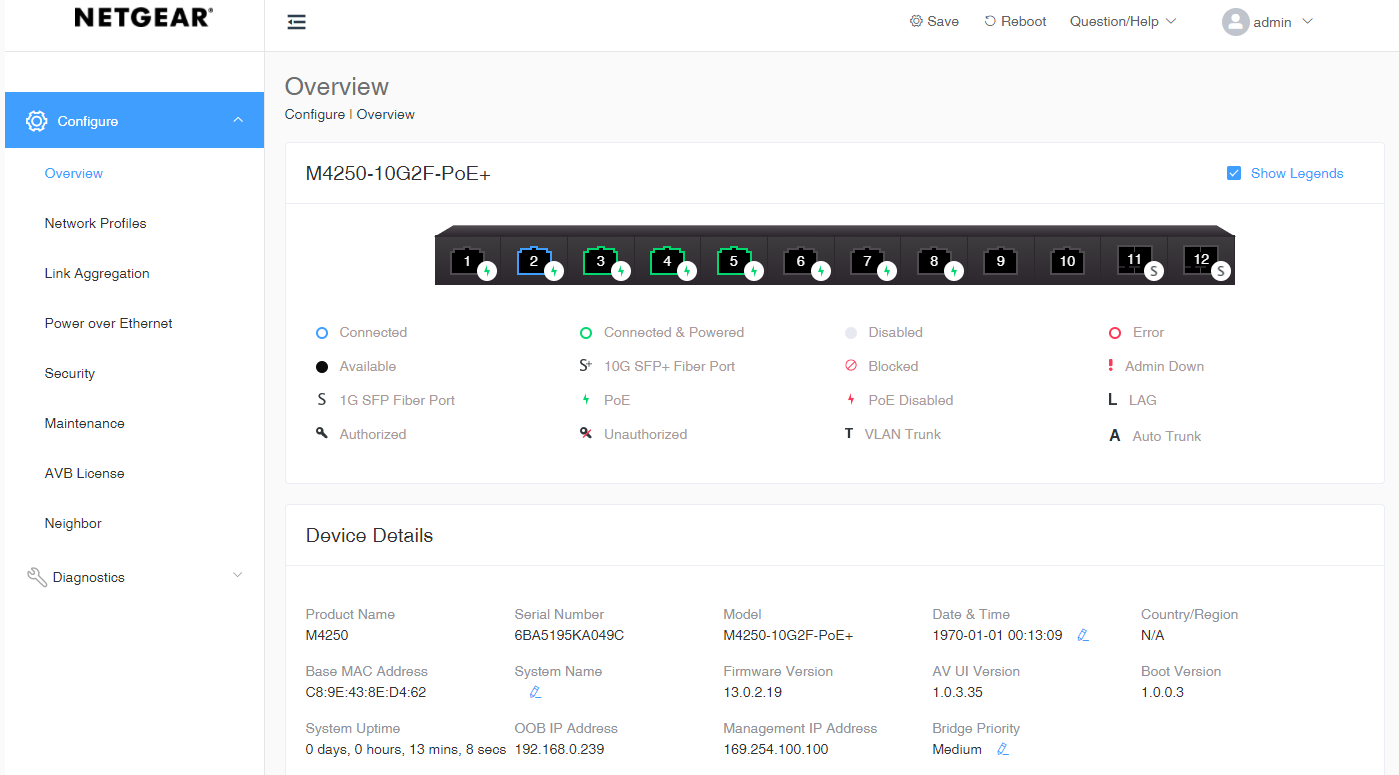 NETGEAR®
Save Reboot Question/Help admin
Configure
Overview
Network Profiles
Link Aggregation
Power over Ethernet
Security
Maintenance
AVB License
Neighbor
Diagnostics
Overview
Configure | Overview
M4250-10G2F-PoE+ Show Legends
1 2 3 4 5 6 7 8 9 10 11 S 12 S
Connected Connected & Powered Disabled Error
Available S+ 10G SFP+ Fiber Port Blocked Admin Down
S 1G SFP Fiber Port PoE PoE Disabled L LAG
Authorized Unauthorized T VLAN Trunk A Auto Trunk
Device Details
Product Name Serial Number Model Date & Time Country/Region
M4250 6BA5195KA049C M4250-10G2F-PoE+ 1970-01-01 00:13:09 N/A
Base MAC Address System Name Firmware Version AV UI Version Boot Version
C8:9E:43:8E:D4:62 13.0.2.19 1.0.3.35 1.0.0.3
System Uptime OOB IP Address Management IP Address Bridge Priority
0 days, 0 hours, 13 mins, 8 secs 192.168.0.239 169.254.100.100 Medium